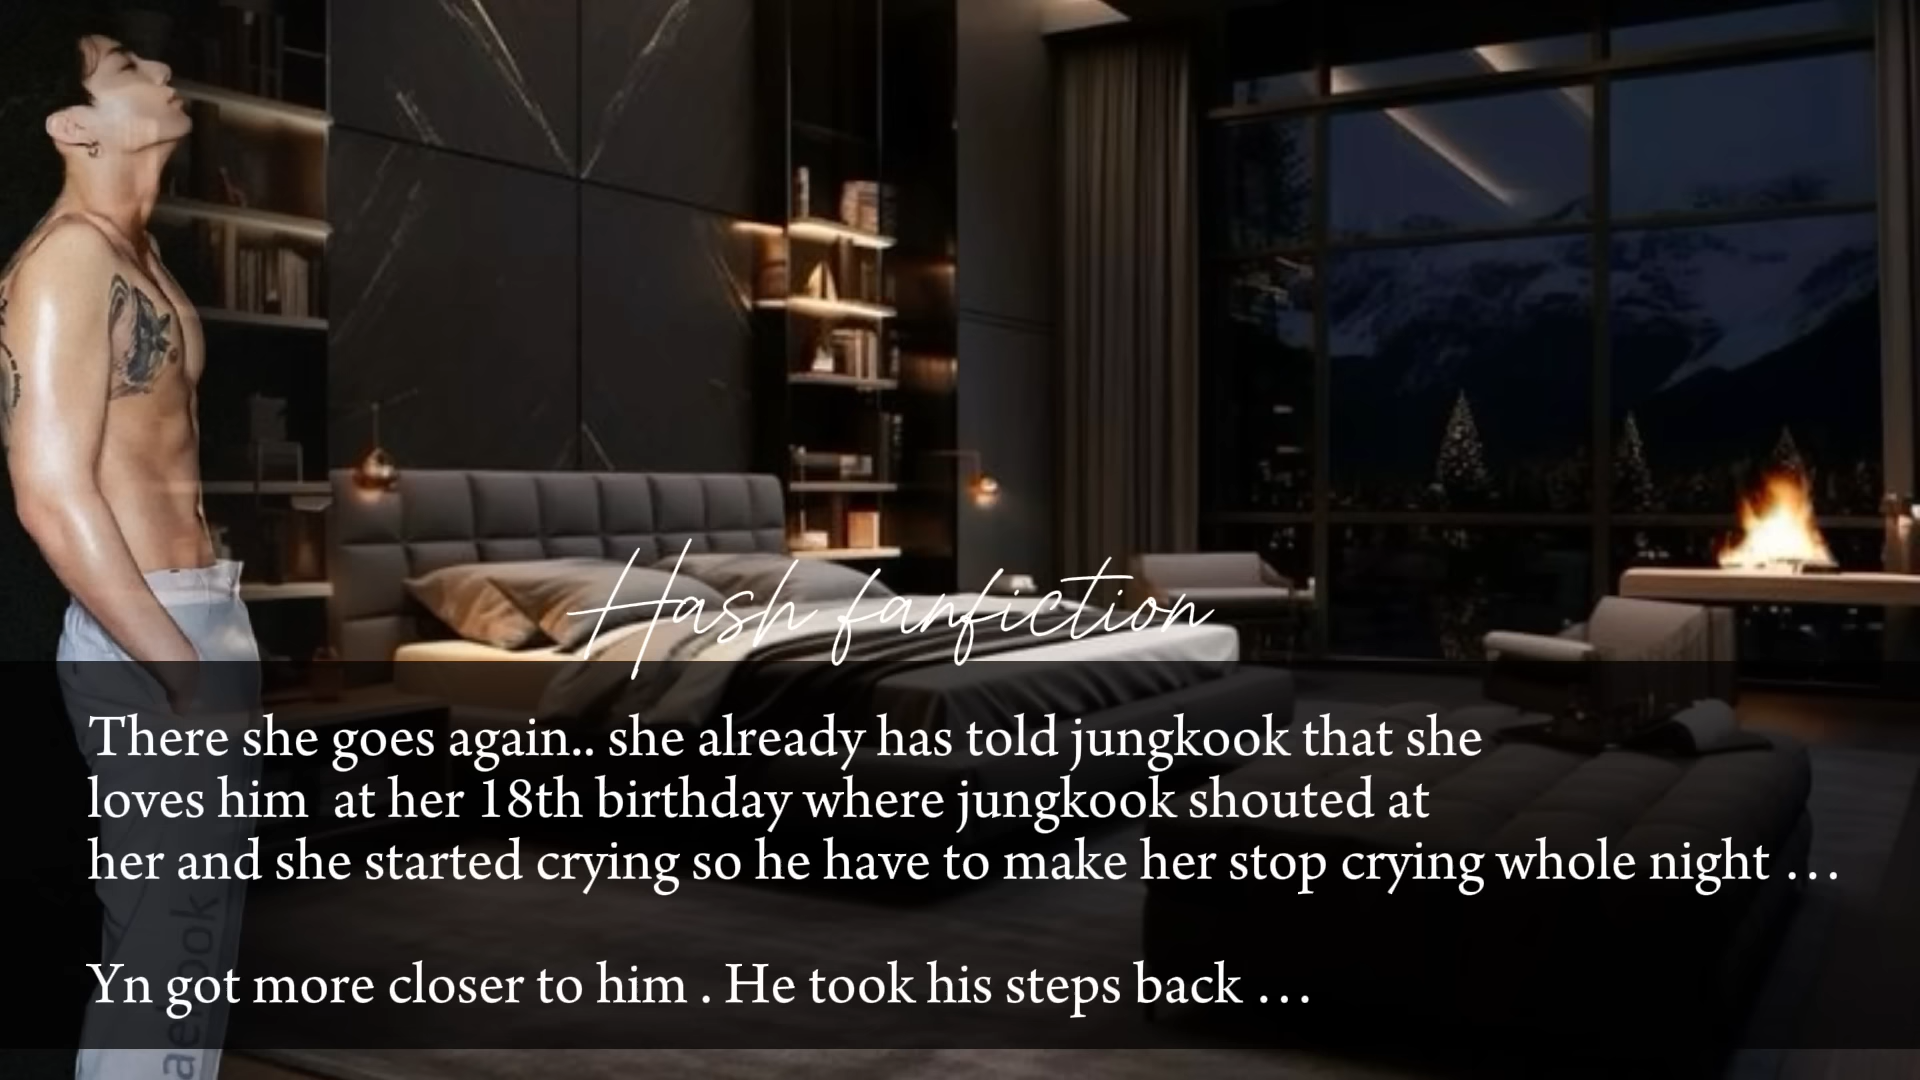 Hash fanfiction
There she goes again.. she already has told jungkook that she
loves him  at her 18th birthday where jungkook shouted at
her and she started crying so he have to make her stop crying whole night …
Yn got more closer to him . He took his steps back …